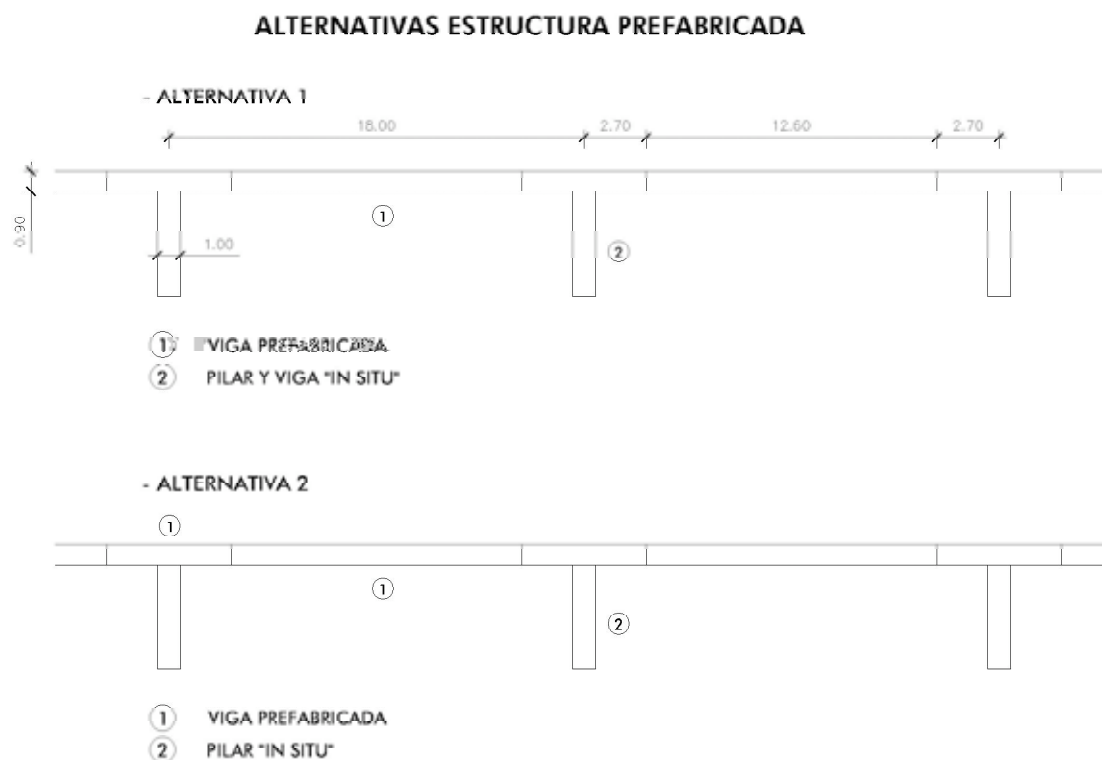 ALTERNATIVAS ESTRUCTURA PREFABRICADA
- ALTERNATIVA 1
18.00 2.70 12.60 2.70
0.90
1
1.00
2
1 VIGA PREFABRICADA
2 PILAR Y VIGA "IN SITU"
- ALTERNATIVA 2
1
1
2
1 VIGA PREFABRICADA
2 PILAR "IN SITU"